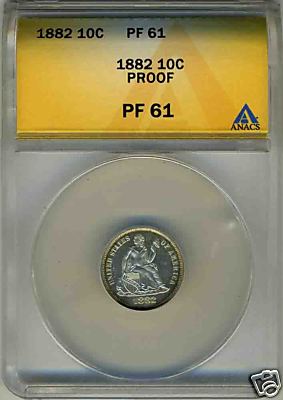 1882 10C PF 61
1882 10C
PROOF
PF 61
ANACS
UNITED STATES OF AMERICA
1882